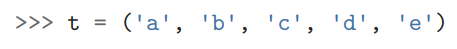 >>> t = ('a', 'b', 'c', 'd', 'e')